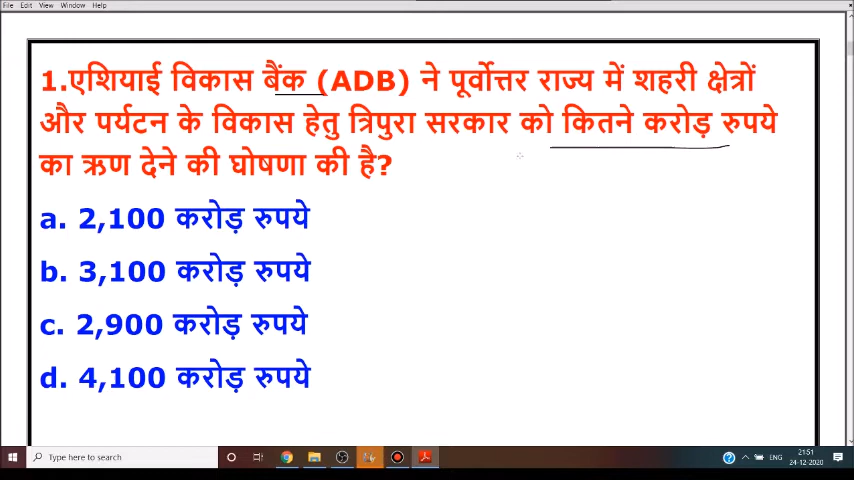 File Edit View Window Help
1.एशियाई विकास बैंक (ADB) ने पूर्वोत्तर राज्य में शहरी क्षेत्रों
और पर्यटन के विकास हेतु त्रिपुरा सरकार को कितने करोड़ रुपये
का ऋण देने की घोषणा की है?
a. 2,100 करोड़ रुपये
b. 3,100 करोड़ रुपये
c. 2,900 करोड़ रुपये
d. 4,100 करोड़ रुपये
Type here to search
ENG
21:51
24-12-2020